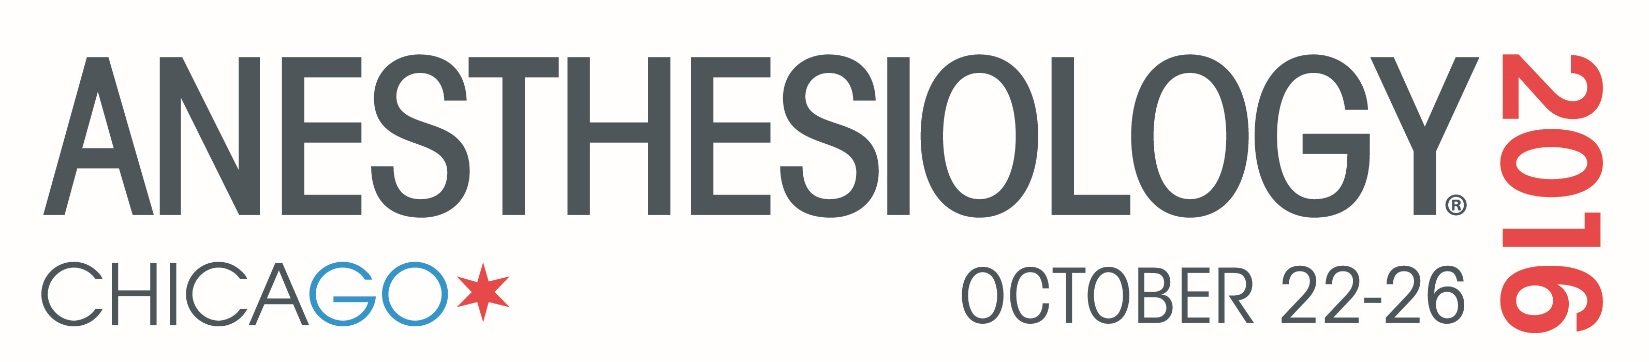 ANESTHESIOLOGY®
2016
CHICAGO
OCTOBER 22-26